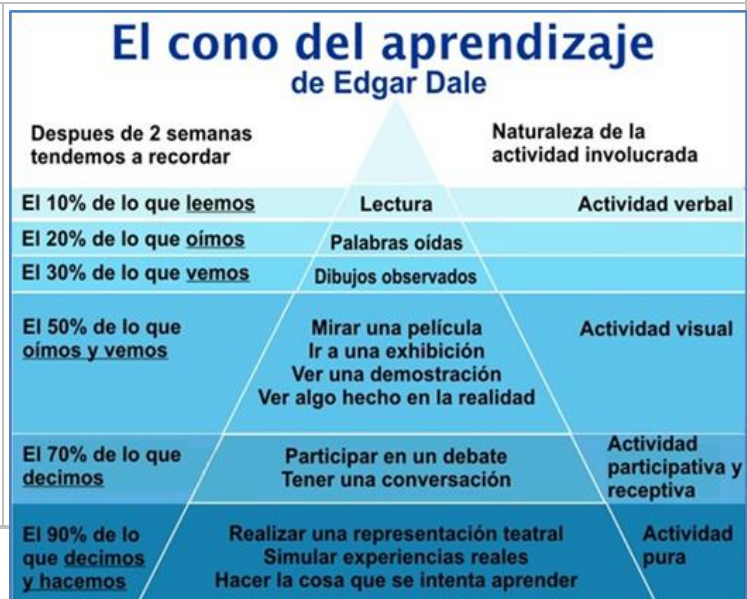 El cono del aprendizaje
de Edgar Dale
Despues de 2 semanas
tendemos a recordar
Naturaleza de la
actividad involucrada
El 10% de lo que leemos
Lectura
Actividad verbal
El 20% de lo que oímos
Palabras oídas
El 30% de lo que vemos
Dibujos observados
El 50% de lo que
oímos y vemos
Mirar una película
Ir a una exhibición
Ver una demostración
Ver algo hecho en la realidad
Actividad visual
El 70% de lo que
decimos
Participar en un debate
Tener una conversación
Actividad
participativa y
receptiva
El 90% de lo
que decimos
y hacemos
Realizar una representación teatral
Simular experiencias reales
Hacer la cosa que se intenta aprender
Actividad
pura